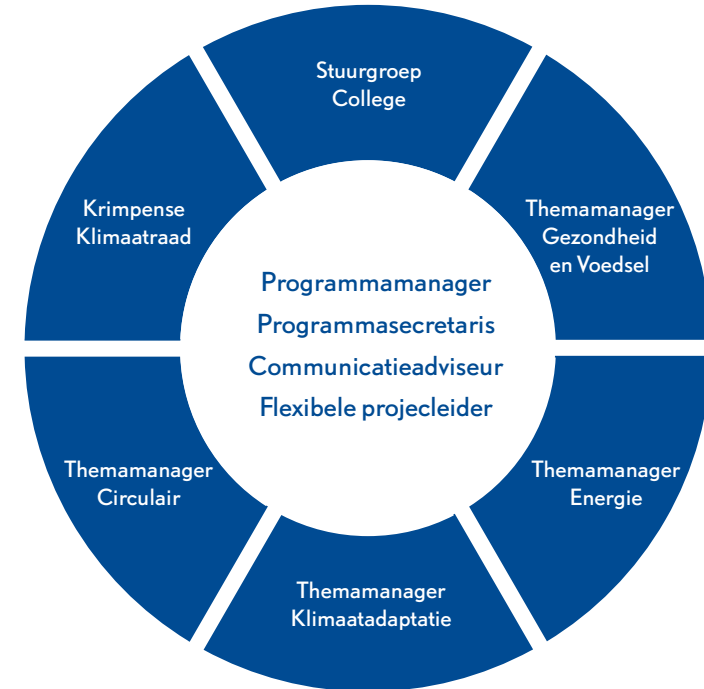 Stuurgroep
College
Themamanager
Gezondheid
en Voedsel
Themamanager
Energie
Themamanager
Klimaatadaptatie
Themamanager
Circulair
Krimpense
Klimaatraad
Programmamanager
Programmasecretaris
Communicatieadviseur
Flexibele projecleider